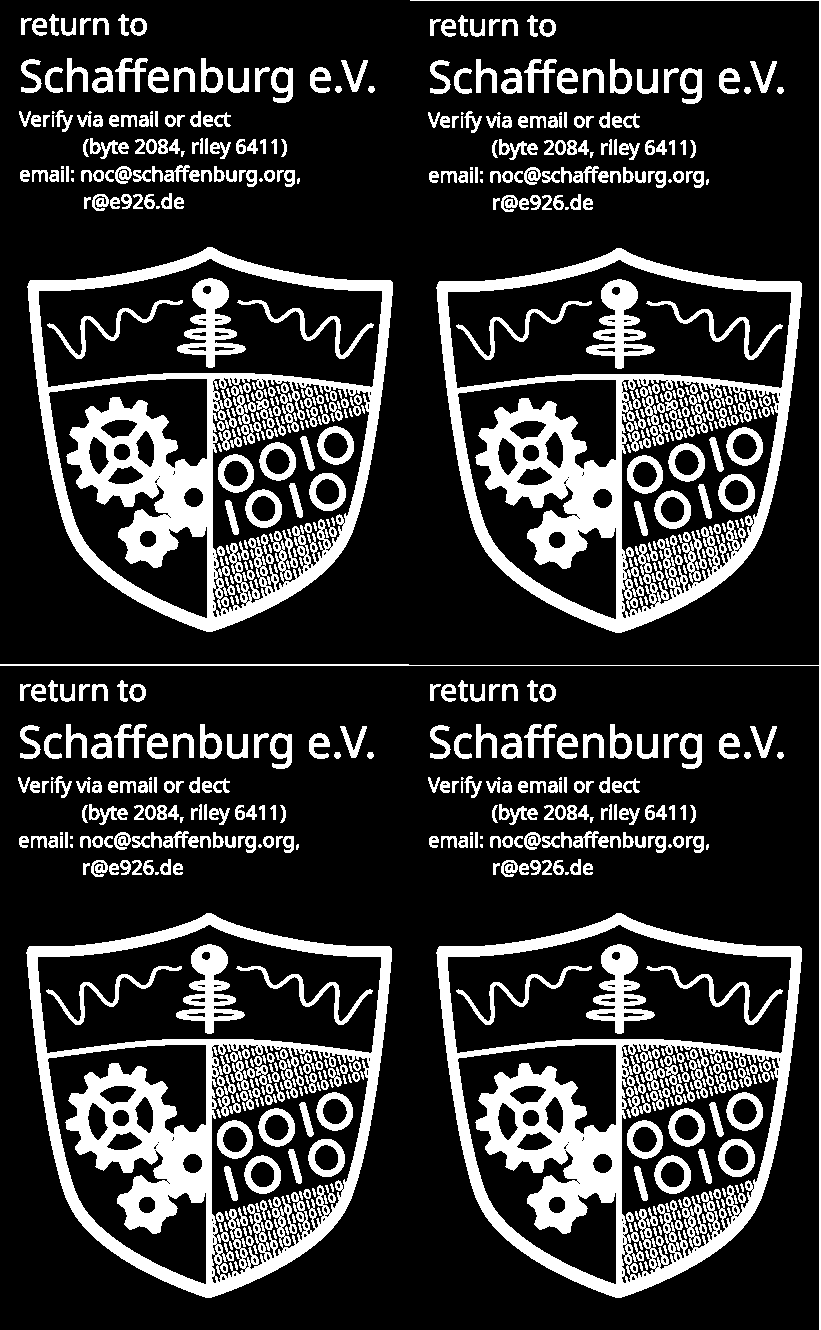 return to
Schaffenburg e.V.
Verify via email or dect
(byte 2084, riley 6411)
email: noc@schaffenburg.org,
r@e926.de
0010
1010
return to
Schaffenburg e.V.
Verify via email or dect
(byte 2084, riley 6411)
email: noc@schaffenburg.org,
r@e926.de
0010
1010
return to
Schaffenburg e.V.
Verify via email or dect
(byte 2084, riley 6411)
email: noc@schaffenburg.org,
r@e926.de
0010
1010
return to
Schaffenburg e.V.
Verify via email or dect
(byte 2084, riley 6411)
email: noc@schaffenburg.org,
r@e926.de
0010
1010